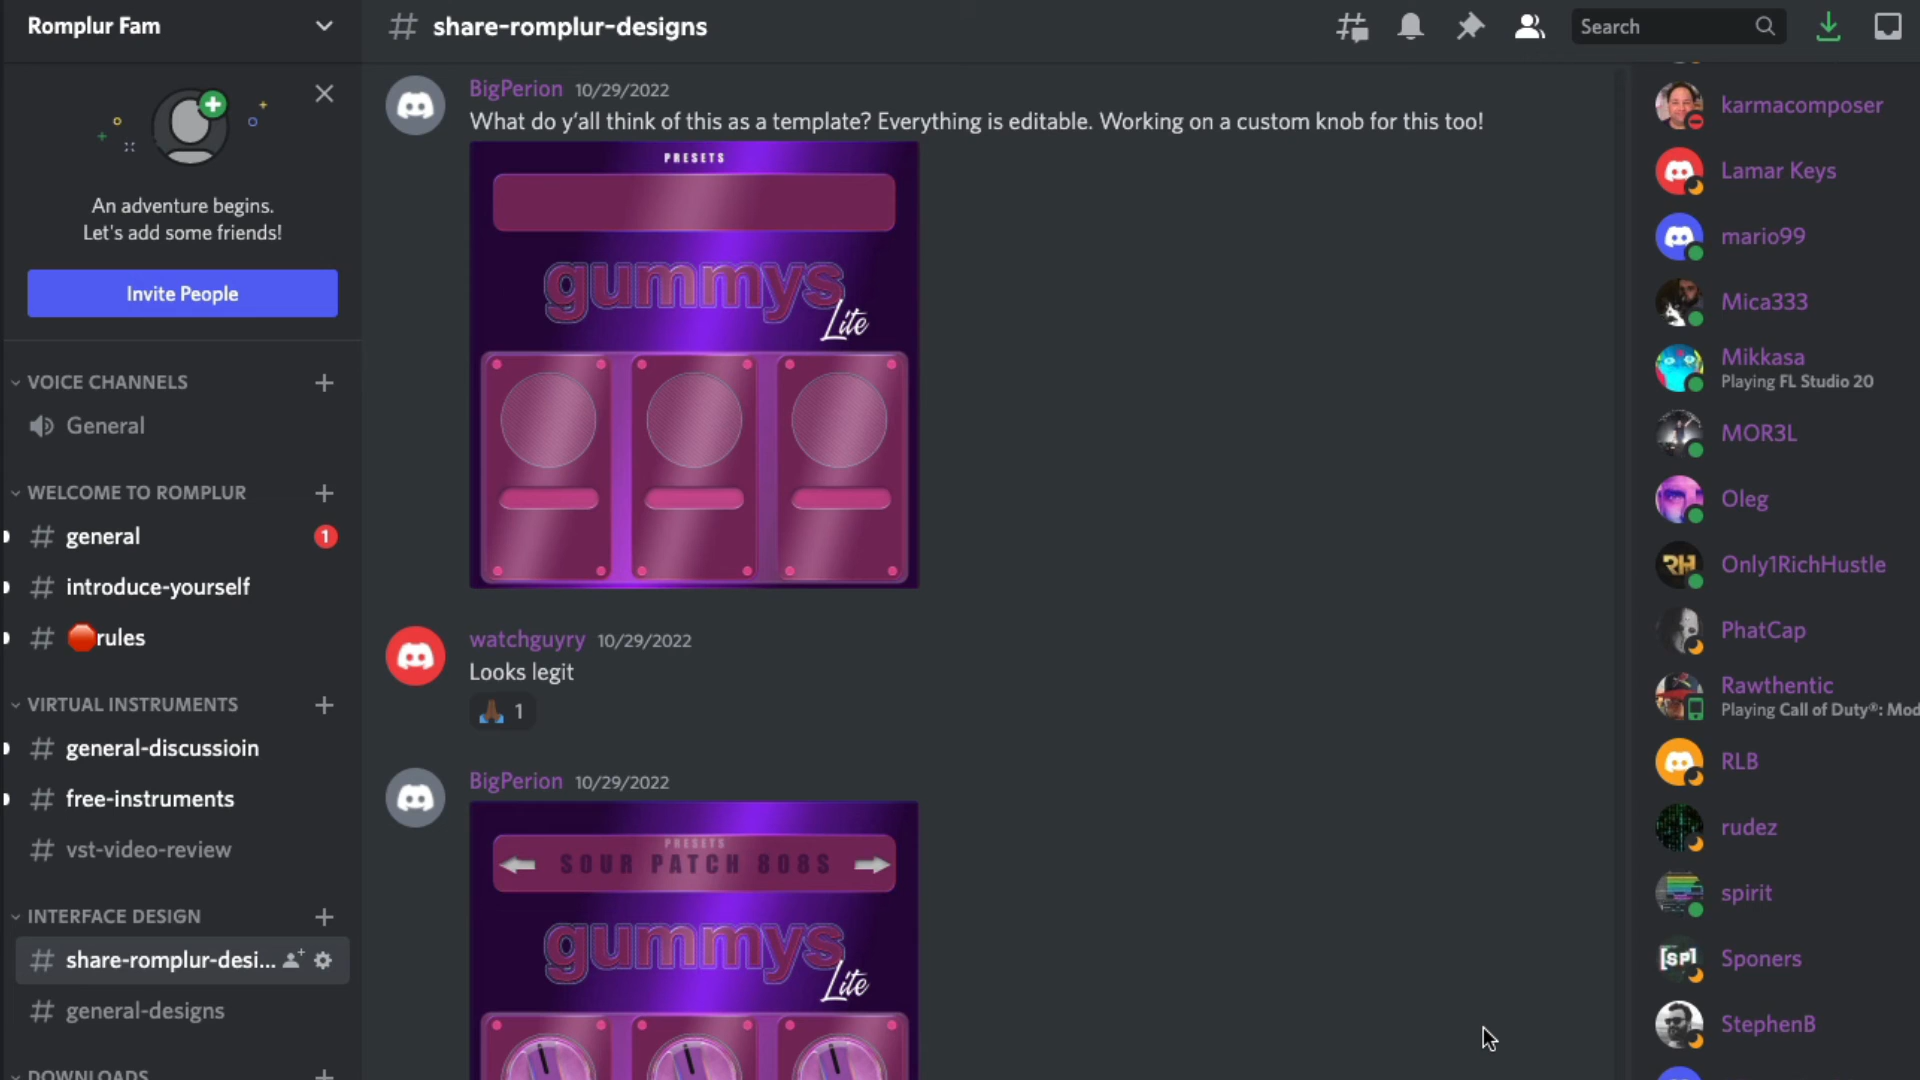 Romplur Fam
An adventure begins.
Let's add some friends!
Invite People
VOICE CHANNELS
General
WELCOME TO ROMPLUR
general
1
introduce-yourself
rules
VIRTUAL INSTRUMENTS
general-discussioin
free-instruments
vst-video-review
INTERFACE DESIGN
share-romplur-desi...
general-designs
DOWNLOADS
# share-romplur-designs
Search
BigPerion 10/29/2022
What do y'all think of this as a template? Everything is editable. Working on a custom knob for this too!
PRESETS
gummys
Lite
watchguyry 10/29/2022
Looks legit
1
BigPerion 10/29/2022
PRESETS
SOUR PATCH 808S
gummys
Lite
karmacomposer
Lamar Keys
mario99
Mica333
Mikkasa
Playing FL Studio 20
MOR3L
Oleg
RH
Only1RichHustle
PhatCap
Rawthentic
Playing Call of Duty®: Mod
RLB
rudez
spirit
[SP]
Sponers
StephenB